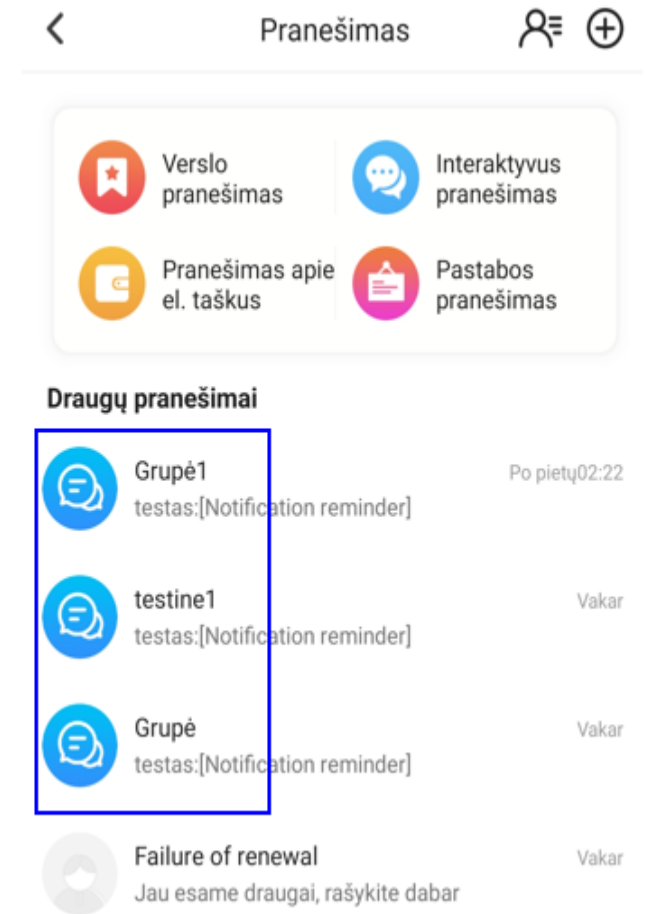 Pranešimas
Verslo
pranešimas
Interaktyvus
pranešimas
Pranešimas apie
el. taškus
Pastabos
pranešimas
Draugų pranešimai
Grupė1
Po pietų02:22
testas:[Notification reminder]
testine1
Vakar
testas:[Notification reminder]
Grupė
Vakar
testas:[Notification reminder]
Failure of renewal
Vakar
Jau esame draugai, rašykite dabar